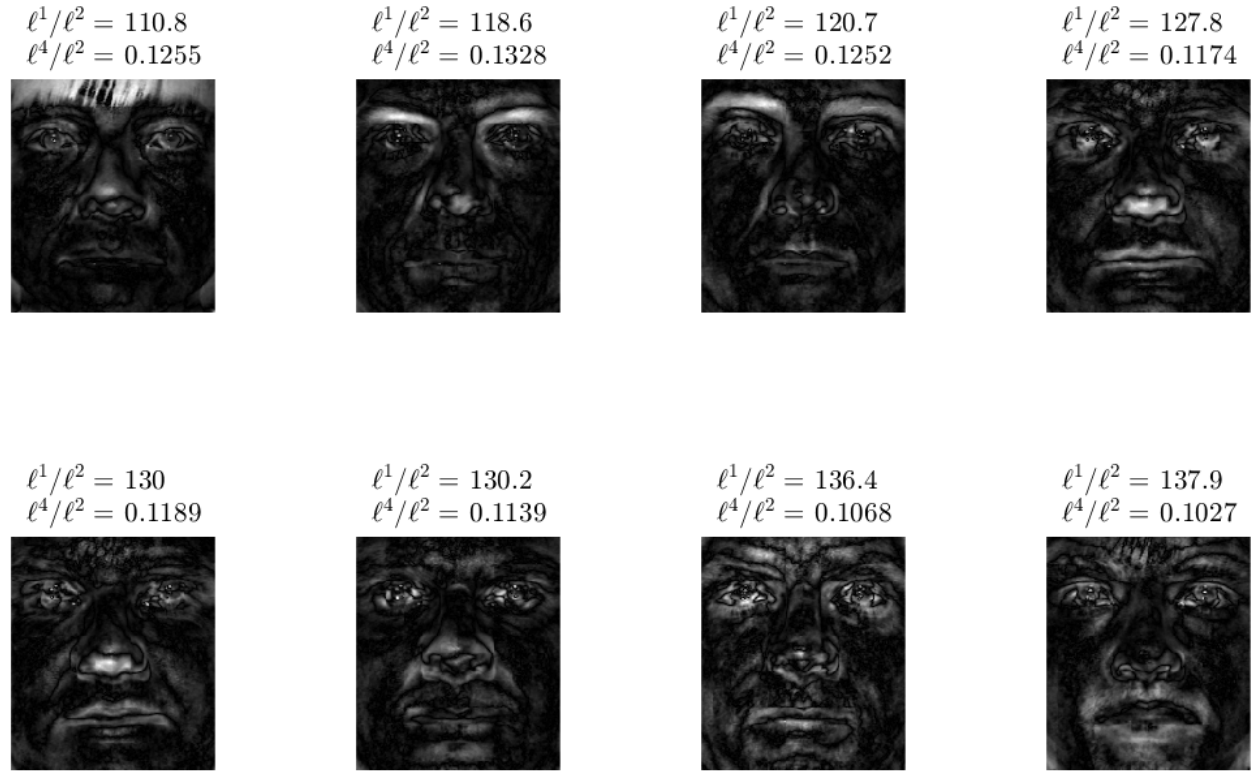 ℓ¹/ℓ² = 110.8
ℓ⁴/ℓ² = 0.1255
ℓ¹/ℓ² = 118.6
ℓ⁴/ℓ² = 0.1328
ℓ¹/ℓ² = 120.7
ℓ⁴/ℓ² = 0.1252
ℓ¹/ℓ² = 127.8
ℓ⁴/ℓ² = 0.1174
ℓ¹/ℓ² = 130
ℓ⁴/ℓ² = 0.1189
ℓ¹/ℓ² = 130.2
ℓ⁴/ℓ² = 0.1139
ℓ¹/ℓ² = 136.4
ℓ⁴/ℓ² = 0.1068
ℓ¹/ℓ² = 137.9
ℓ⁴/ℓ² = 0.1027